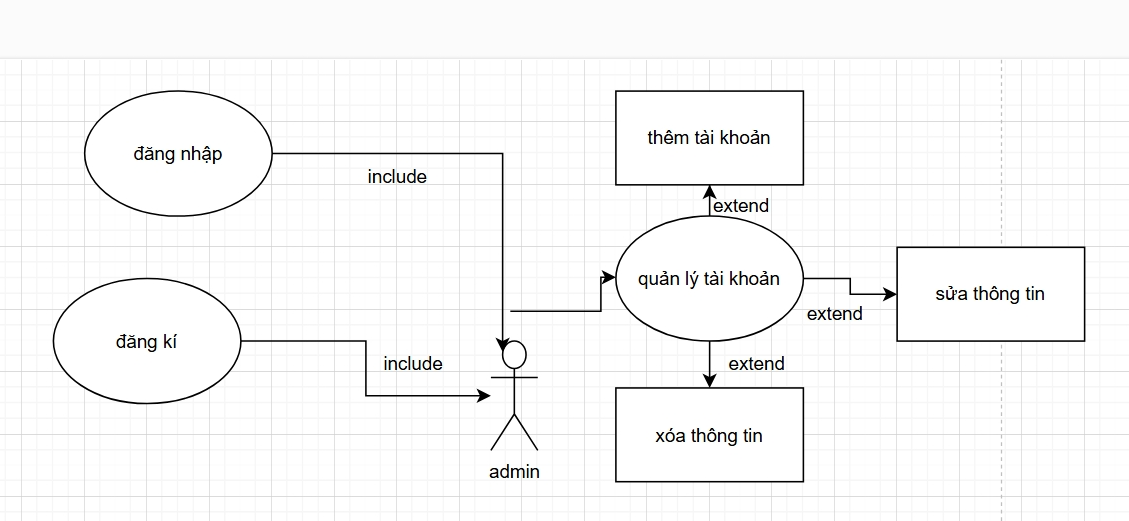 đăng nhập
include
thêm tài khoản
extend
quản lý tài khoản
sửa thông tin
extend
đăng kí
include
extend
xóa thông tin
admin